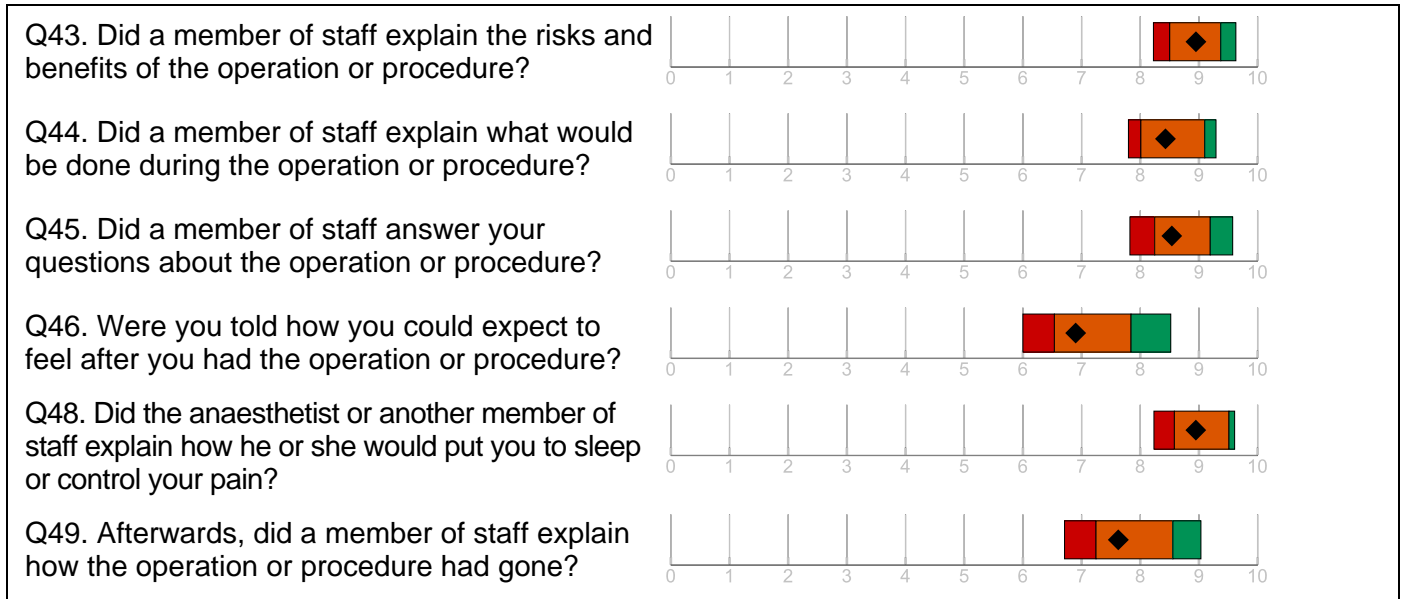 Q43. Did a member of staff explain the risks and
benefits of the operation or procedure?
0 1 2 3 4 5 6 7 8 9 10
Q44. Did a member of staff explain what would
be done during the operation or procedure?
0 1 2 3 4 5 6 7 8 9 10
Q45. Did a member of staff answer your
questions about the operation or procedure?
0 1 2 3 4 5 6 7 8 9 10
Q46. Were you told how you could expect to
feel after you had the operation or procedure?
0 1 2 3 4 5 6 7 8 9 10
Q48. Did the anaesthetist or another member of
staff explain how he or she would put you to sleep
or control your pain?
0 1 2 3 4 5 6 7 8 9 10
Q49. Afterwards, did a member of staff explain
how the operation or procedure had gone?
0 1 2 3 4 5 6 7 8 9 10